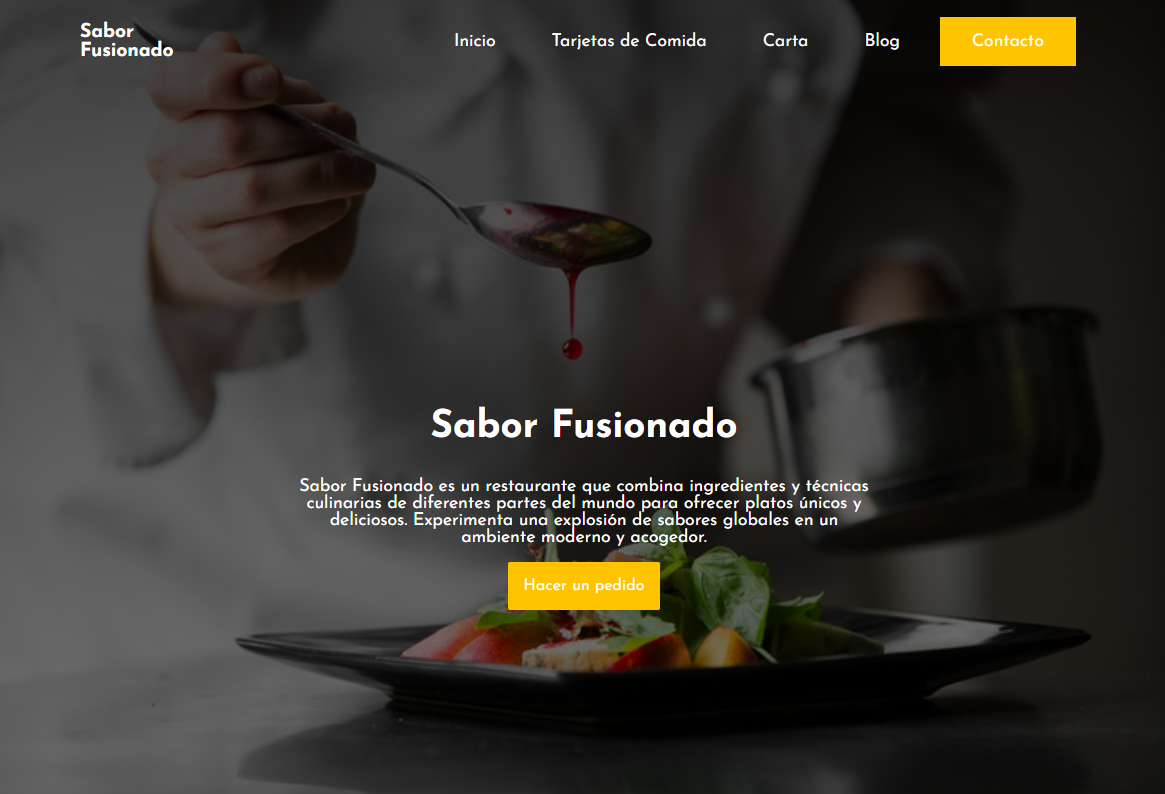 Sabor
Fusionado
Inicio
Tarjetas de Comida
Carta
Blog
Contacto
Sabor Fusionado
Sabor Fusionado es un restaurante que combina ingredientes y técnicas
culinarias de diferentes partes del mundo para ofrecer platos únicos y
deliciosos. Experimenta una explosión de sabores globales en un
ambiente moderno y acogedor.
Hacer un pedido